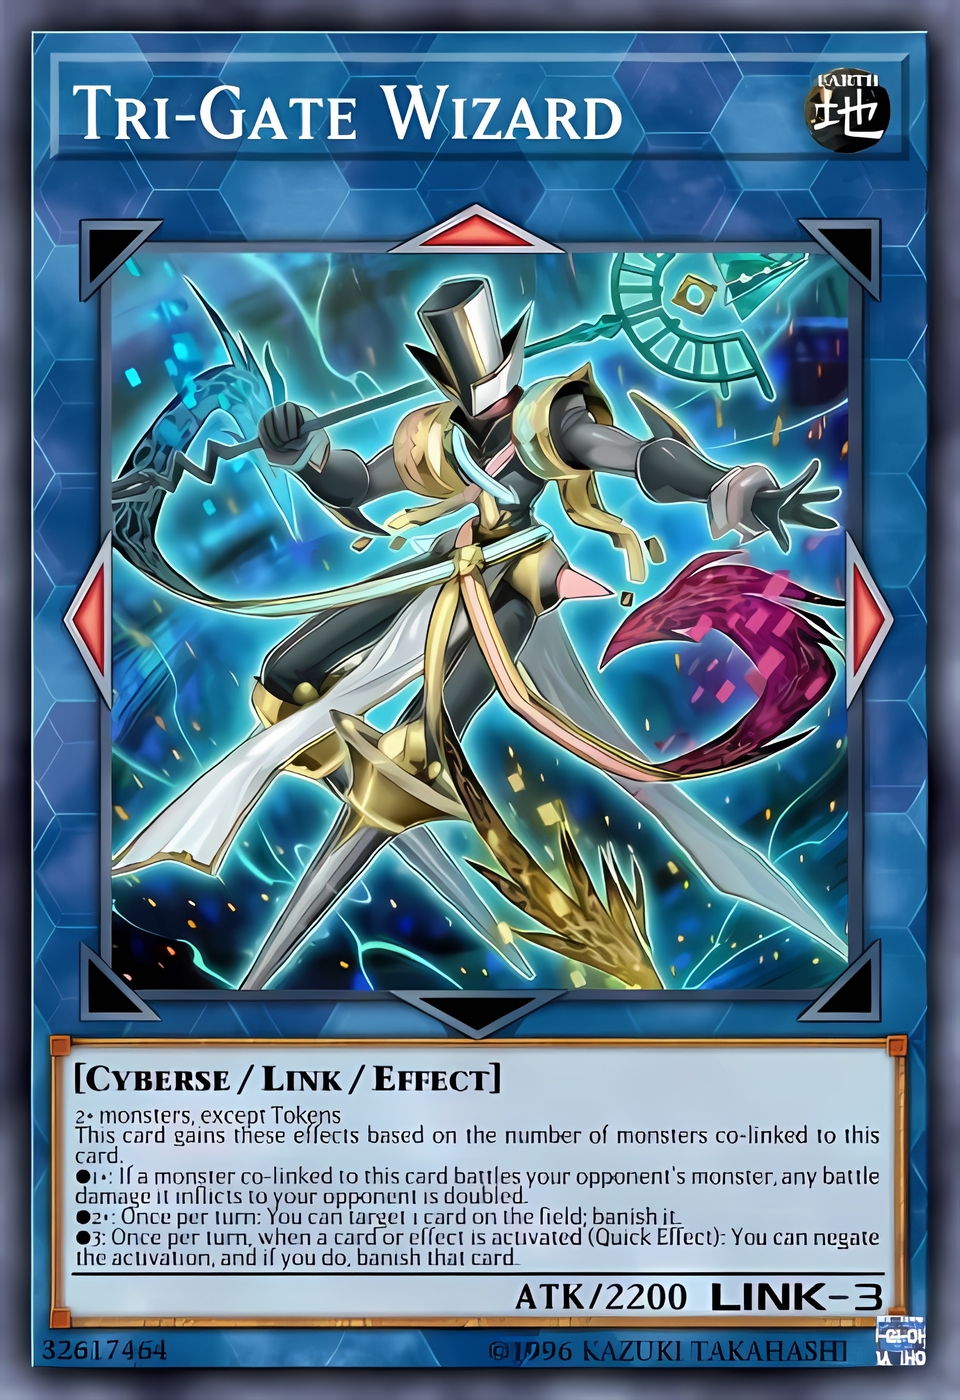 TRI-GATE WIZARD
EARTH
地
[CYBERSE / LINK / EFFECT]
2+ monsters, except Tokens
This card gains these effects based on the number of monsters co-linked to this
card.
●1+: If a monster co-linked to this card battles your opponent's monster, any battle
damage it inflicts to your opponent is doubled.
●2+: Once per turn: You can target 1 card on the field; banish it.
●3: Once per turn, when a card or effect is activated (Quick Effect): You can negate
the activation, and if you do, banish that card.
ATK/2200 LINK-3
32617464 ©1996 KAZUKI TAKAHASHI